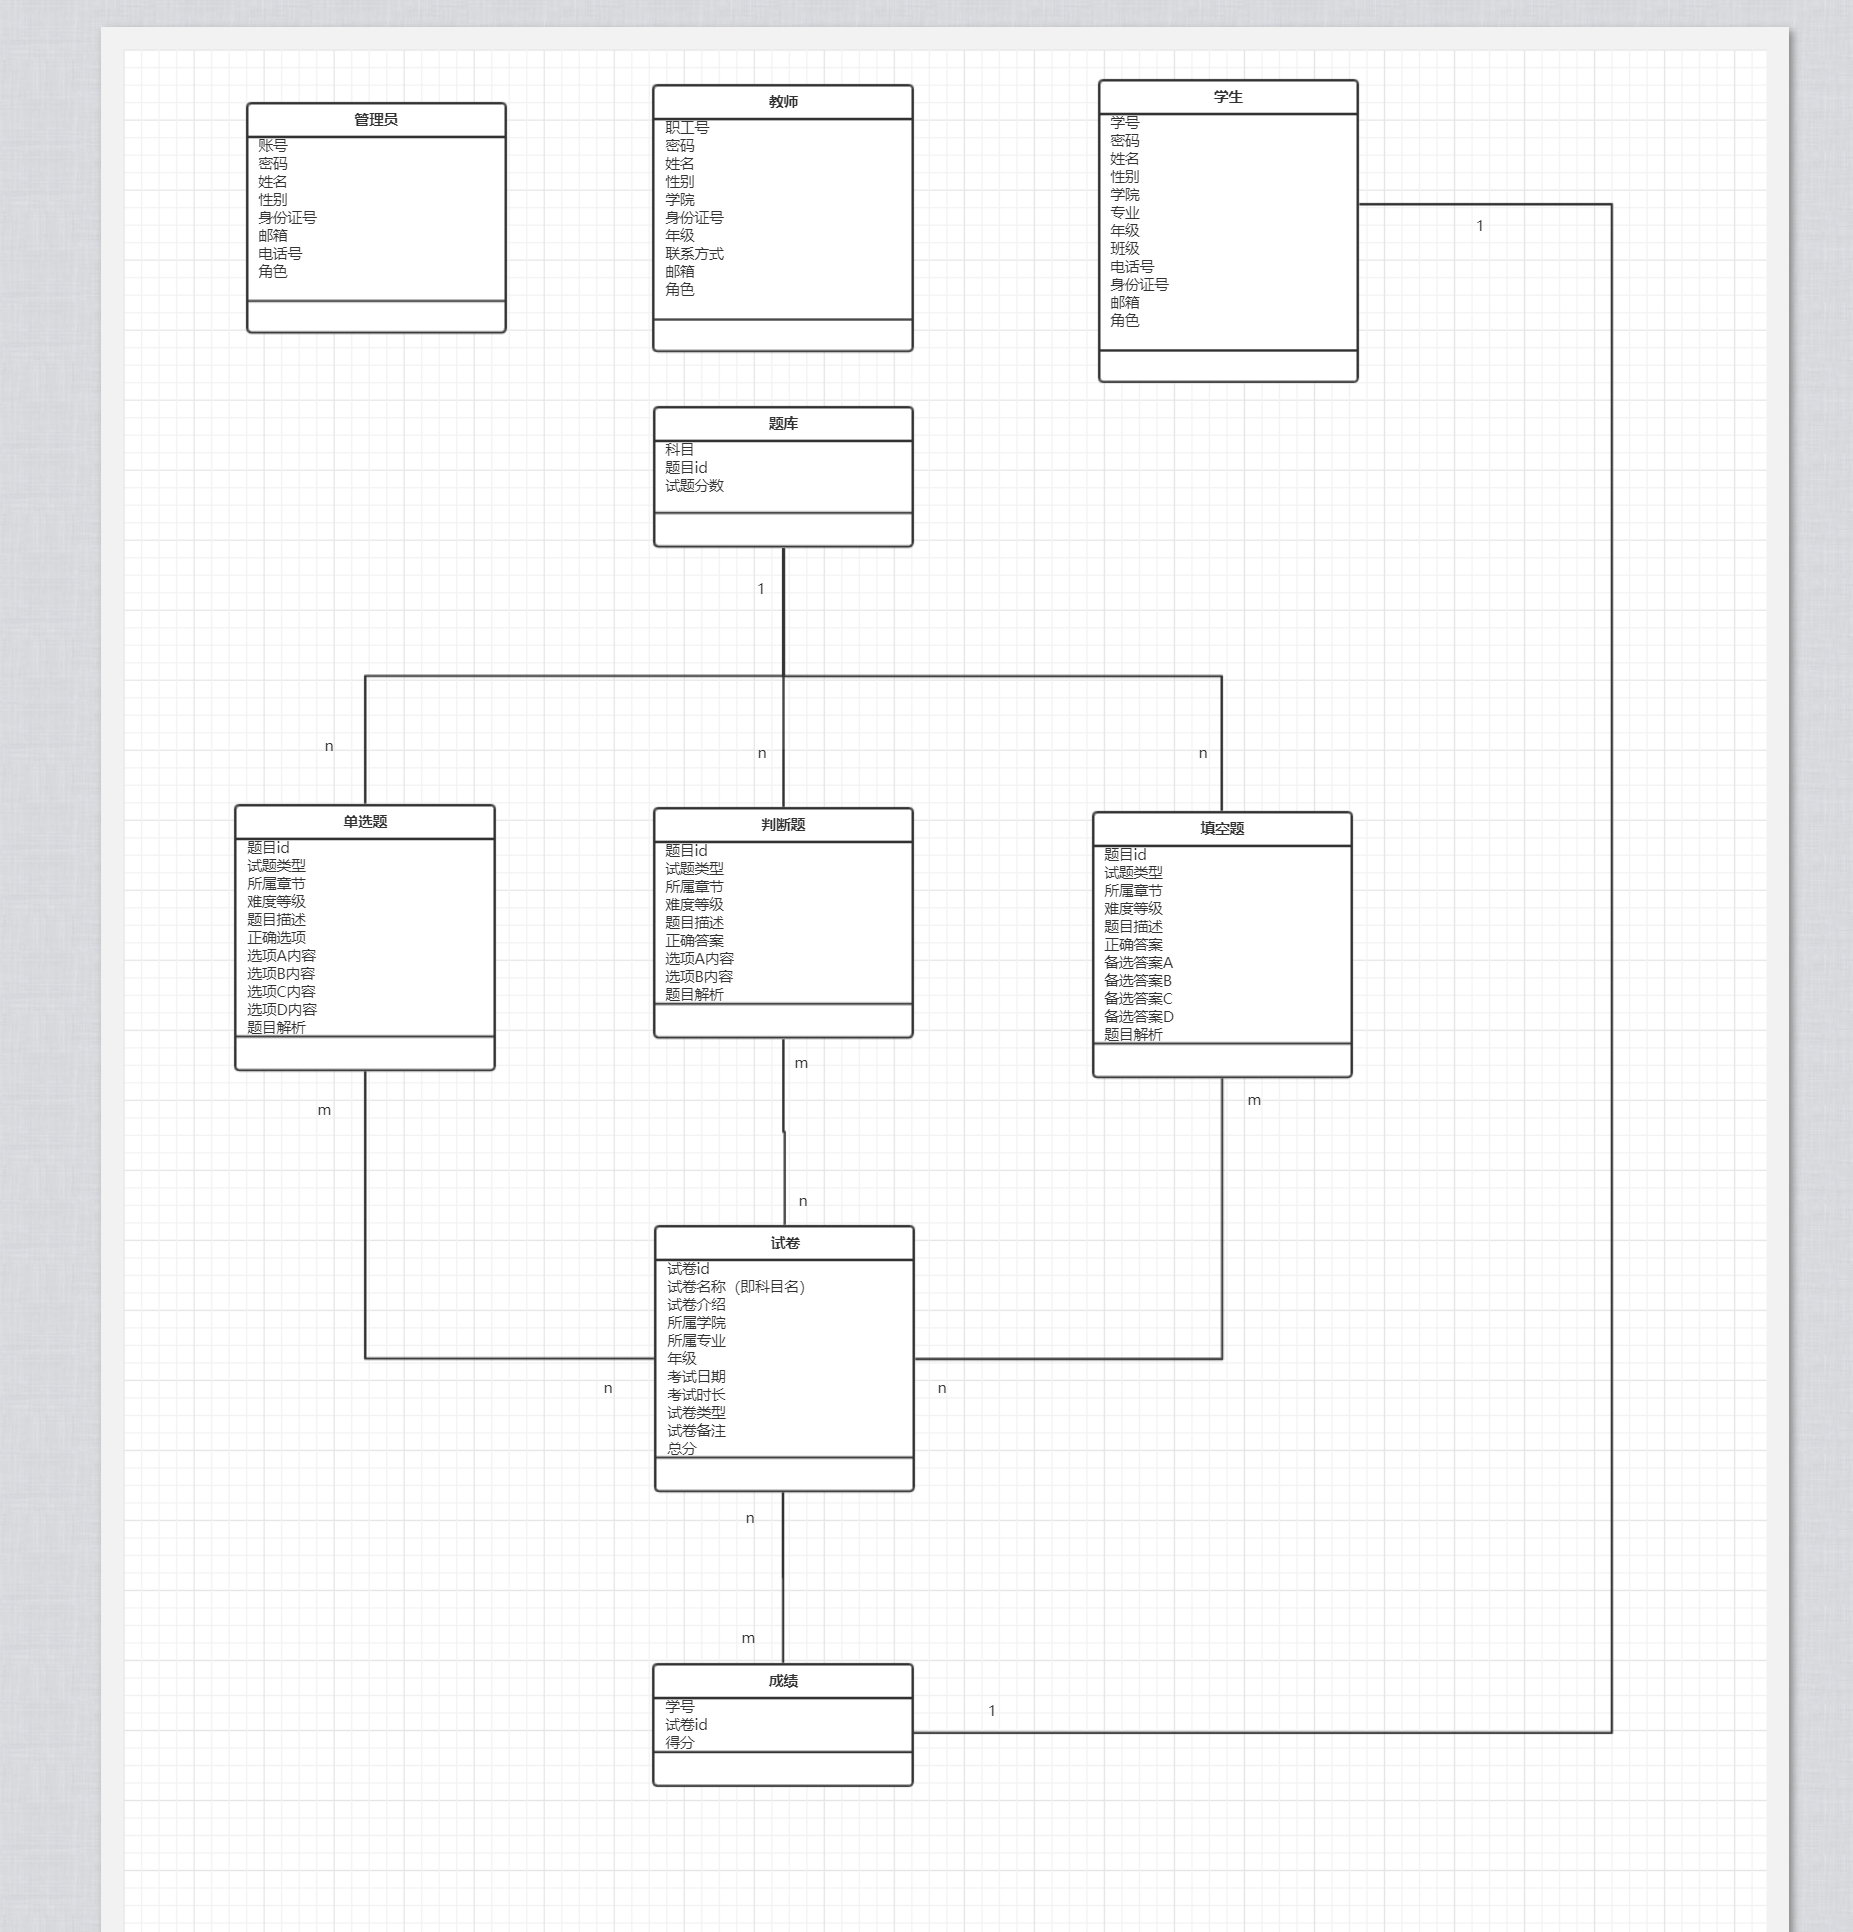 管理员
账号
密码
姓名
性别
身份证号
邮箱
电话号
角色
教师
职工号
密码
姓名
性别
学院
身份证号
年级
联系方式
邮箱
角色
学生
学号
密码
姓名
性别
学院
专业
年级
班级
电话号
身份证号
邮箱
角色
1
题库
科目
题目id
试题分数
1
n
n
n
单选题
题目id
试题类型
所属章节
难度等级
题目描述
正确选项
选项A内容
选项B内容
选项C内容
选项D内容
题目解析
判断题
题目id
试题类型
所属章节
难度等级
题目描述
正确答案
选项A内容
选项B内容
题目解析
填空题
题目id
试题类型
所属章节
难度等级
题目描述
正确答案
备选答案A
备选答案B
备选答案C
备选答案D
题目解析
m
m
m
n
试卷
试卷id
试卷名称（即科目名）
试卷介绍
所属学院
所属专业
年级
考试日期
考试时长
试卷类型
试卷备注
总分
n
n
n
m
成绩
学号
试卷id
得分
1